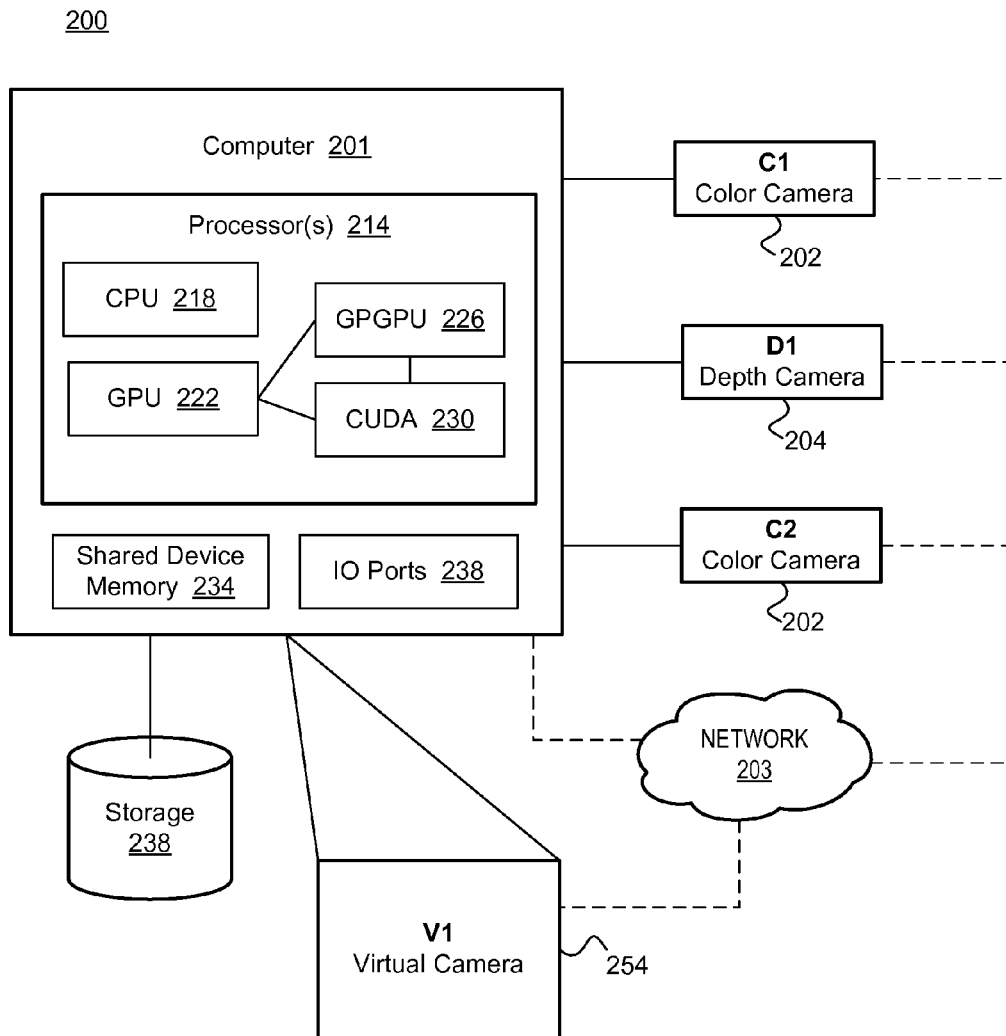 200
Computer 201
Processor(s) 214
CPU 218
GPGPU 226
GPU 222
CUDA 230
Shared Device
Memory 234
IO Ports 238
C1
Color Camera
202
D1
Depth Camera
204
C2
Color Camera
202
NETWORK
203
Storage
238
V1
Virtual Camera
254